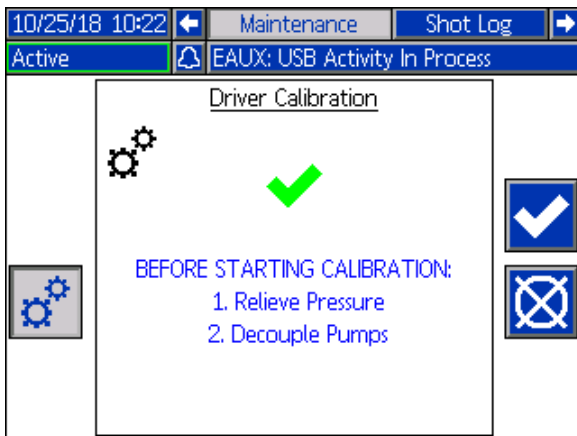 10/25/18 10:22 Maintenance Shot Log
Active EAUX: USB Activity In Process
Driver Calibration
BEFORE STARTING CALIBRATION:
1. Relieve Pressure
2. Decouple Pumps